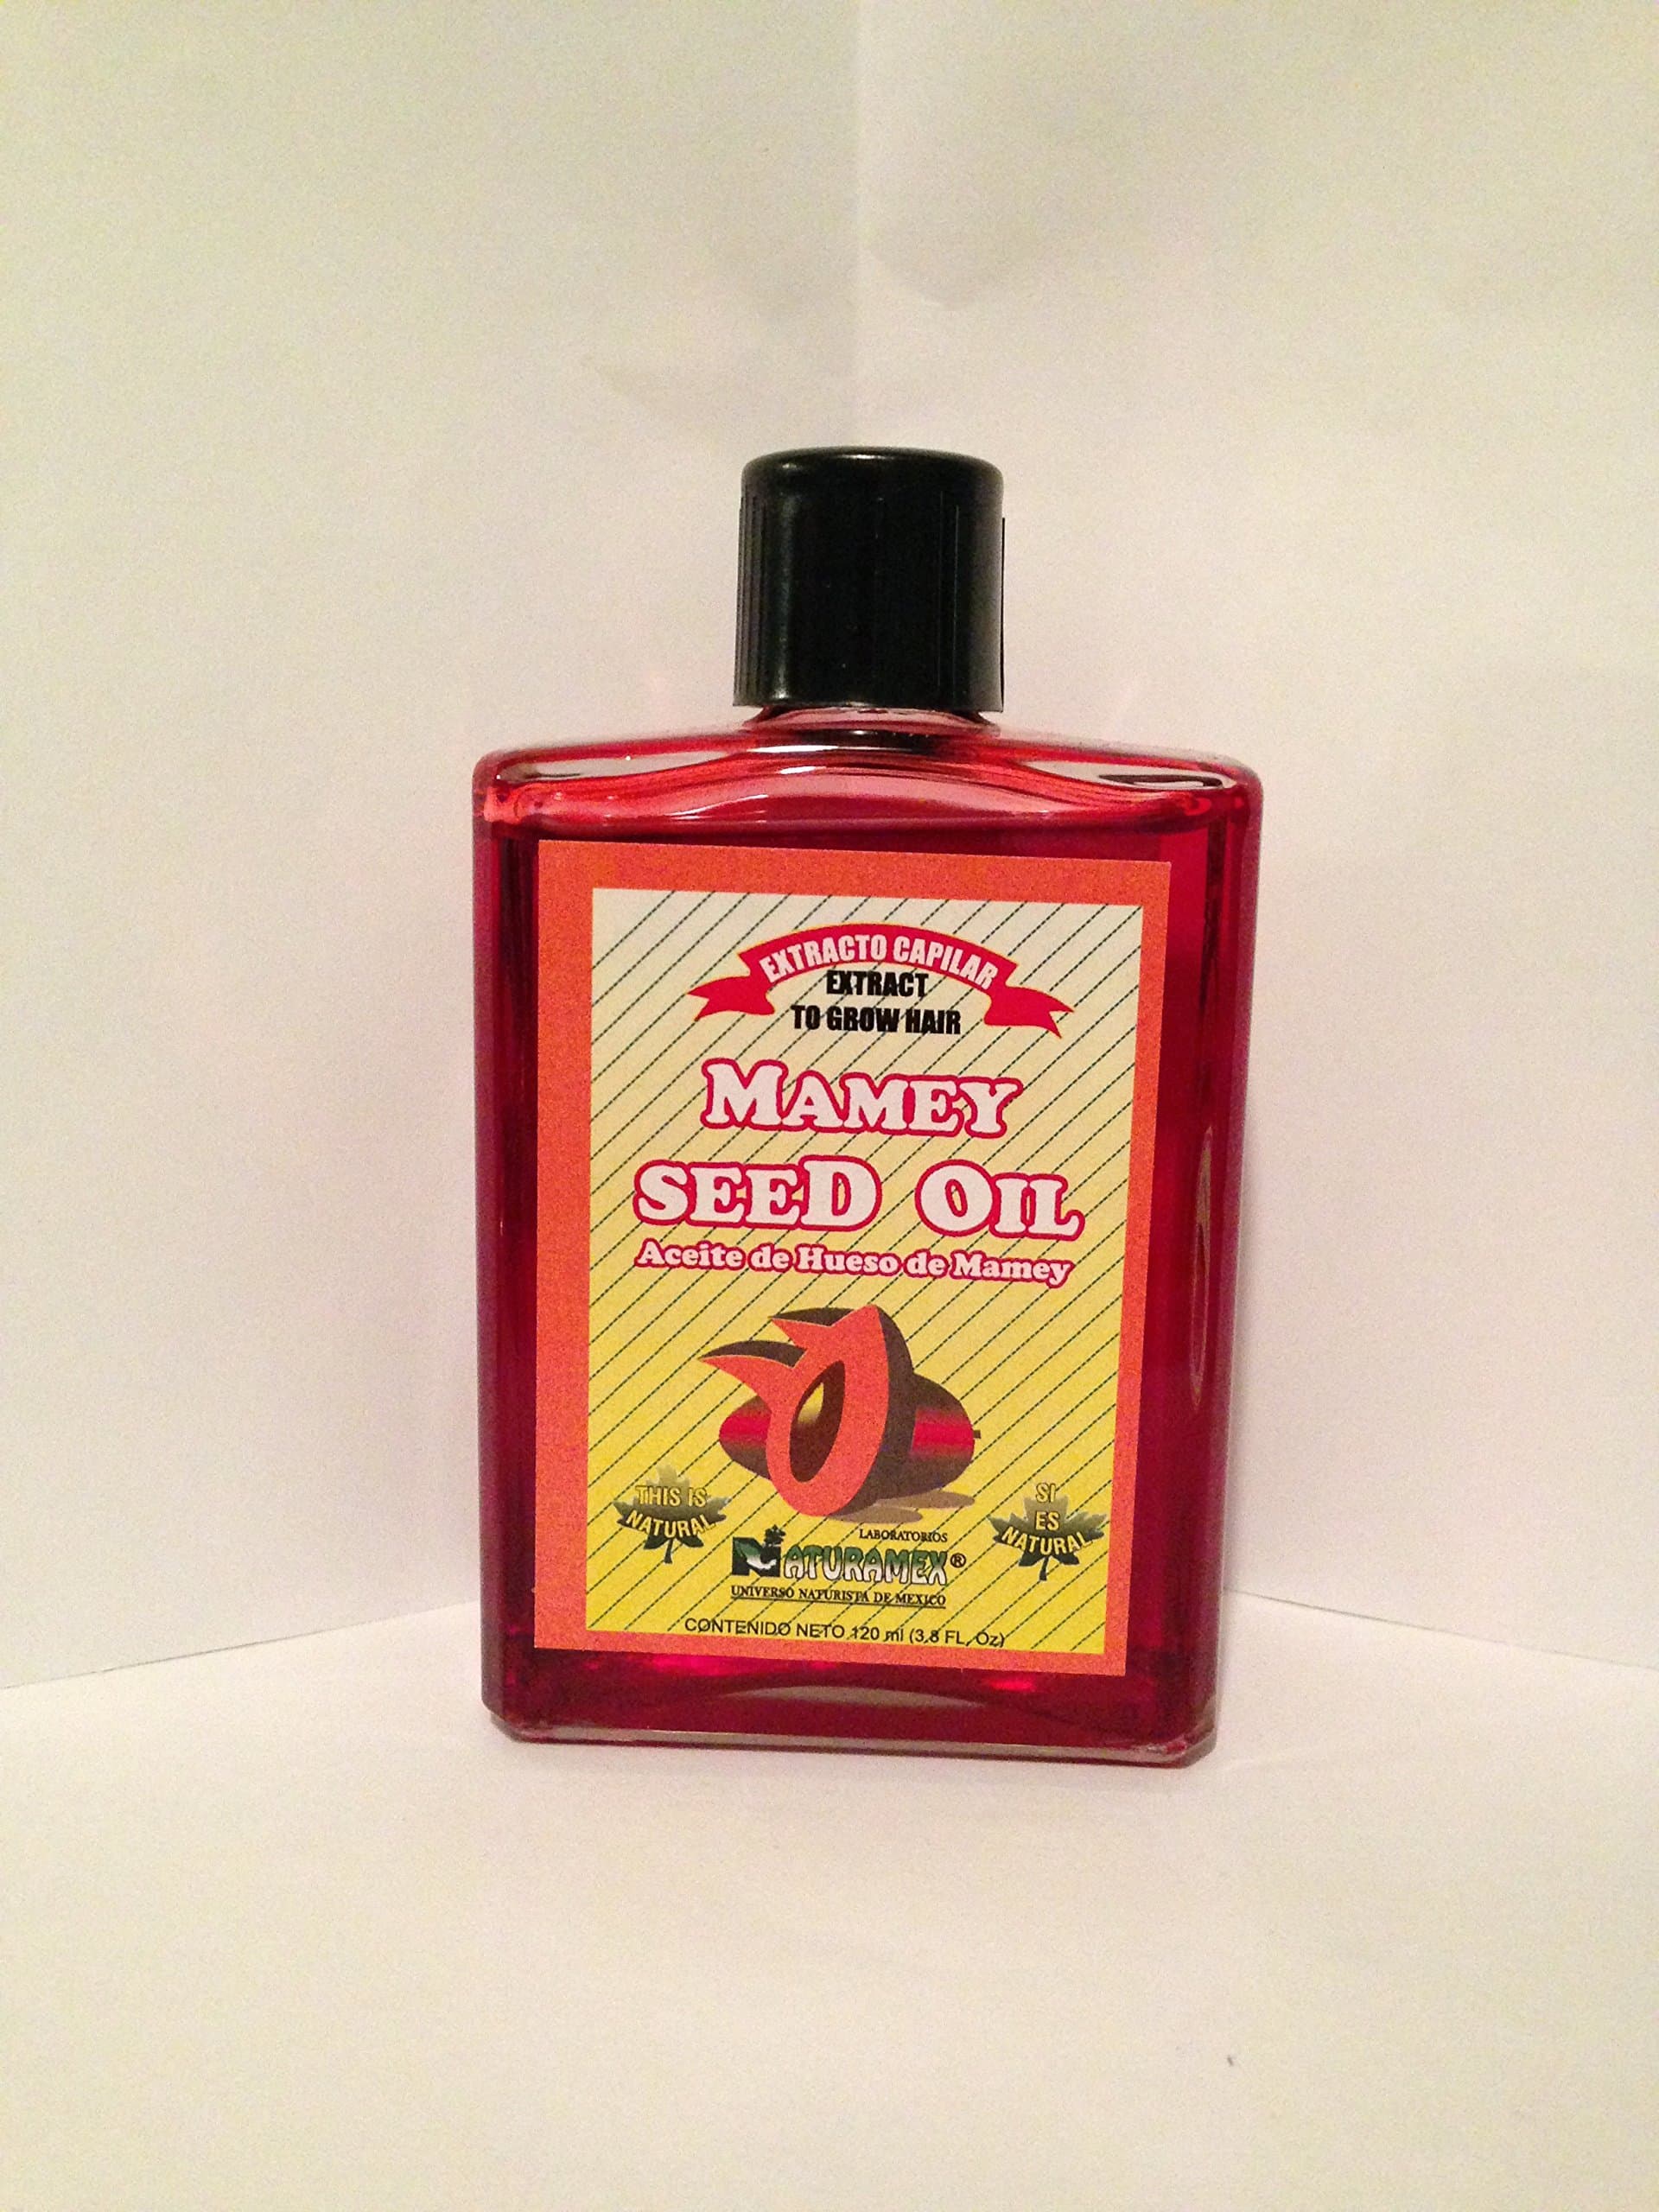 EXTRACTO CAPILAR
EXTRACT
TO GROW HAIR
MAMEY
SEED OIL
Aceite de Hueso de Mamey
THIS IS
NATURAL
SI
ES
NATURAL
LABORATORIOS
NATURAMEX®
UNIVERSO NATURISTA DE MEXICO
CONTENIDO NETO 120 ml (3.8 FL. Oz)